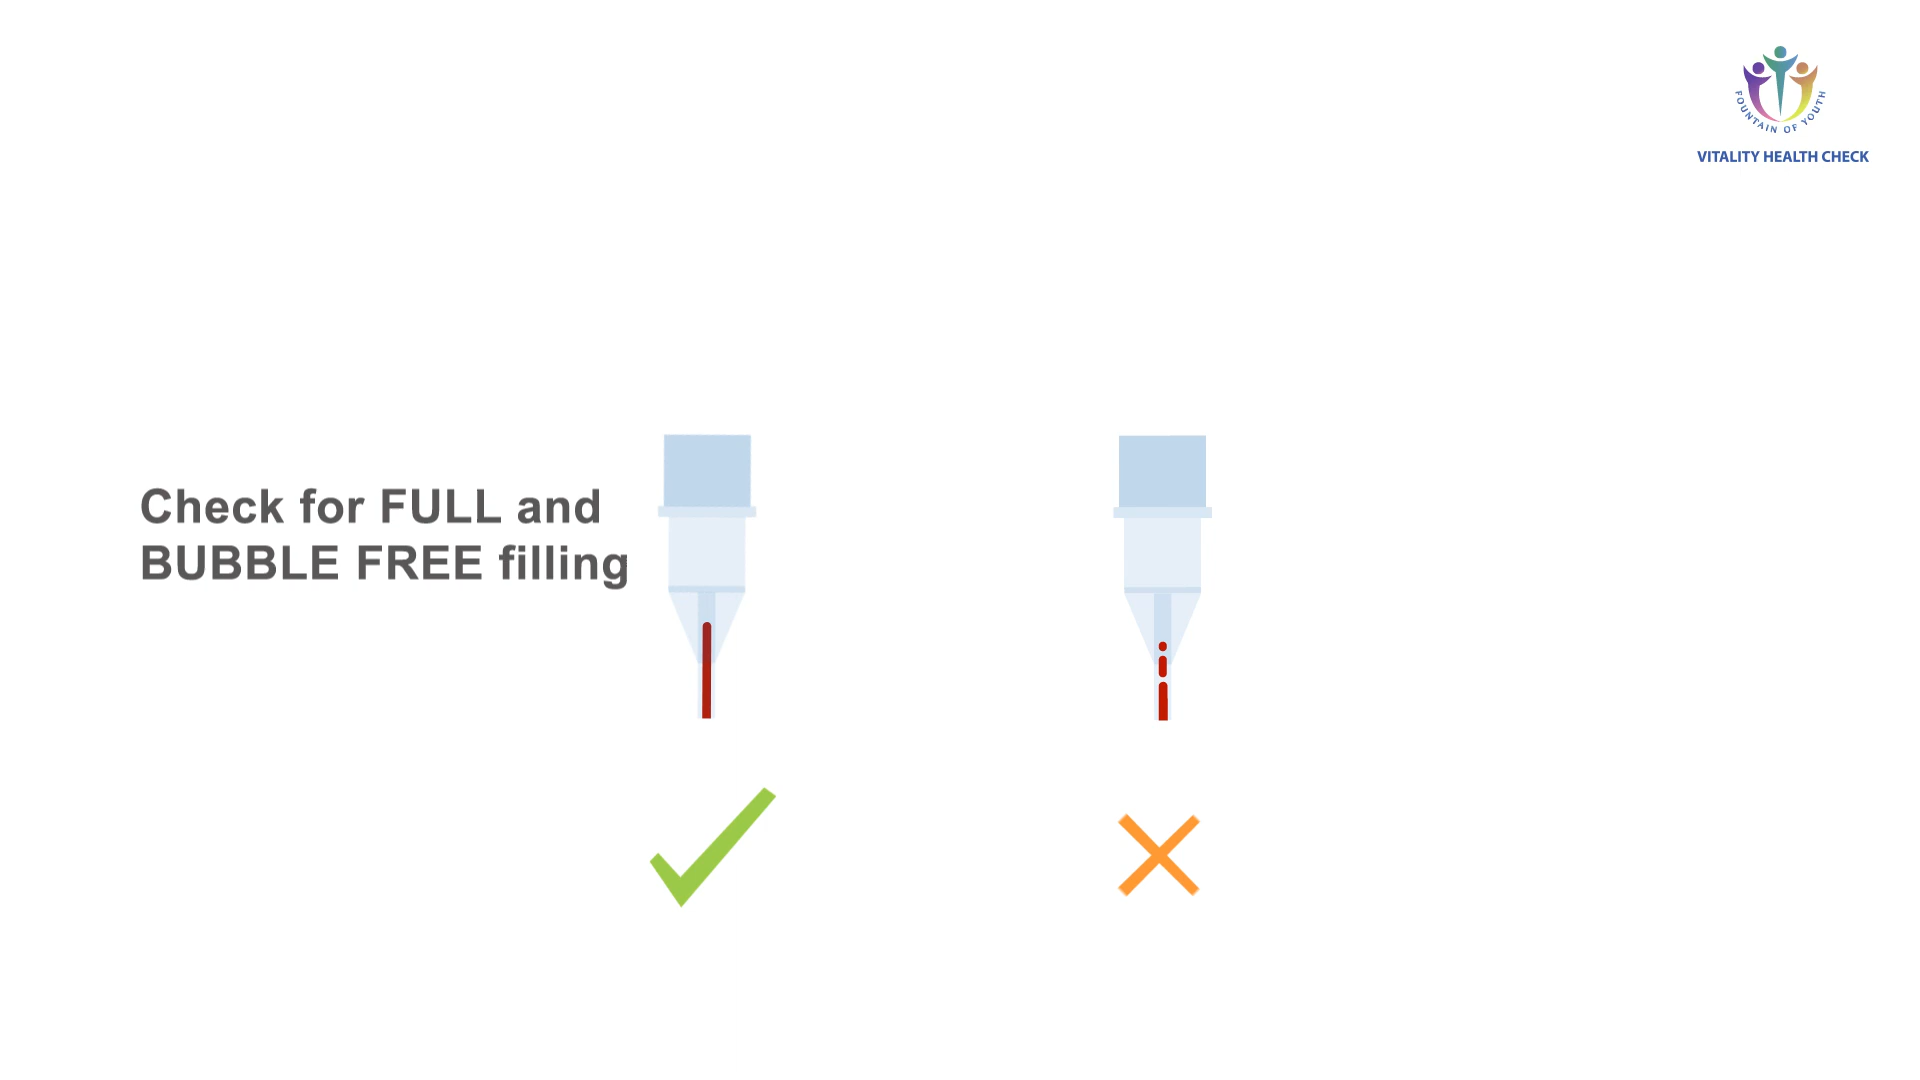 FOUNTAIN OF YOUTH
VITALITY HEALTH CHECK
Check for FULL and
BUBBLE FREE filling